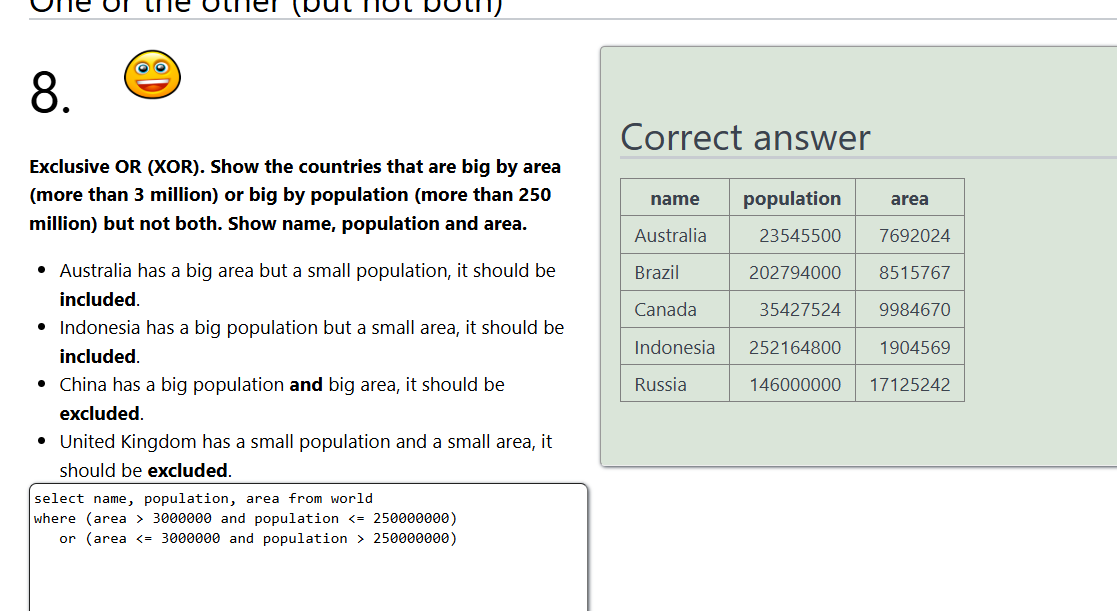 One or the other (but not both)
8.
Exclusive OR (XOR). Show the countries that are big by area
(more than 3 million) or big by population (more than 250
million) but not both. Show name, population and area.
• Australia has a big area but a small population, it should be
included.
• Indonesia has a big population but a small area, it should be
included.
• China has a big population and big area, it should be
excluded.
• United Kingdom has a small population and a small area, it
should be excluded.
select name, population, area from world
where (area > 3000000 and population <= 250000000)
   or (area <= 3000000 and population > 250000000)
Correct answer
name population area
Australia 23545500 7692024
Brazil 202794000 8515767
Canada 35427524 9984670
Indonesia 252164800 1904569
Russia 146000000 17125242